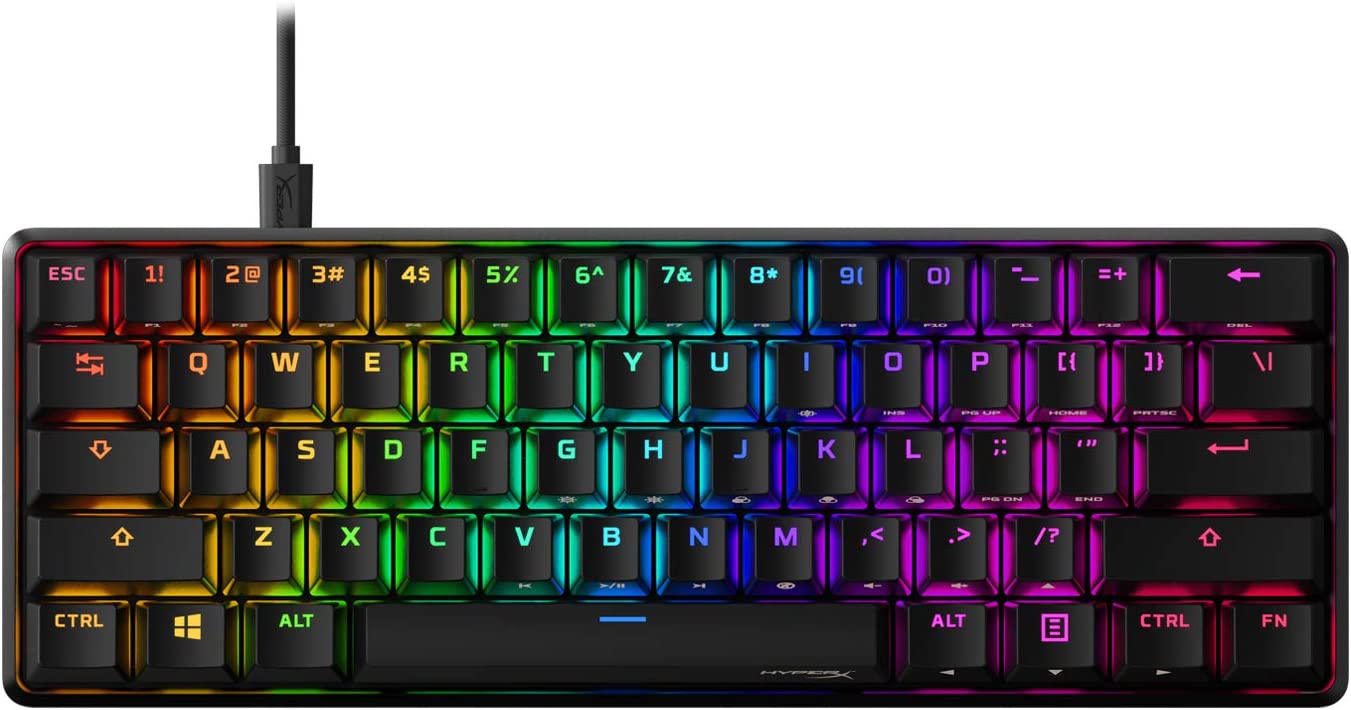 HYPERX
ESC 1! 2@ 3# 4$ 5% 6^ 7& 8* 9( 0) -_ =+
~ F1 F2 F3 F4 F5 F6 F7 F8 F9 F10 F11 F12 DEL
Q W E R T Y U I O P [{ ]} \|
INS PG UP HOME PRTSC
A S D F G H J K L ;: '"
PG DN END
Z X C V B N M ,< .> /?
CTRL ALT ALT CTRL FN
HYPERX